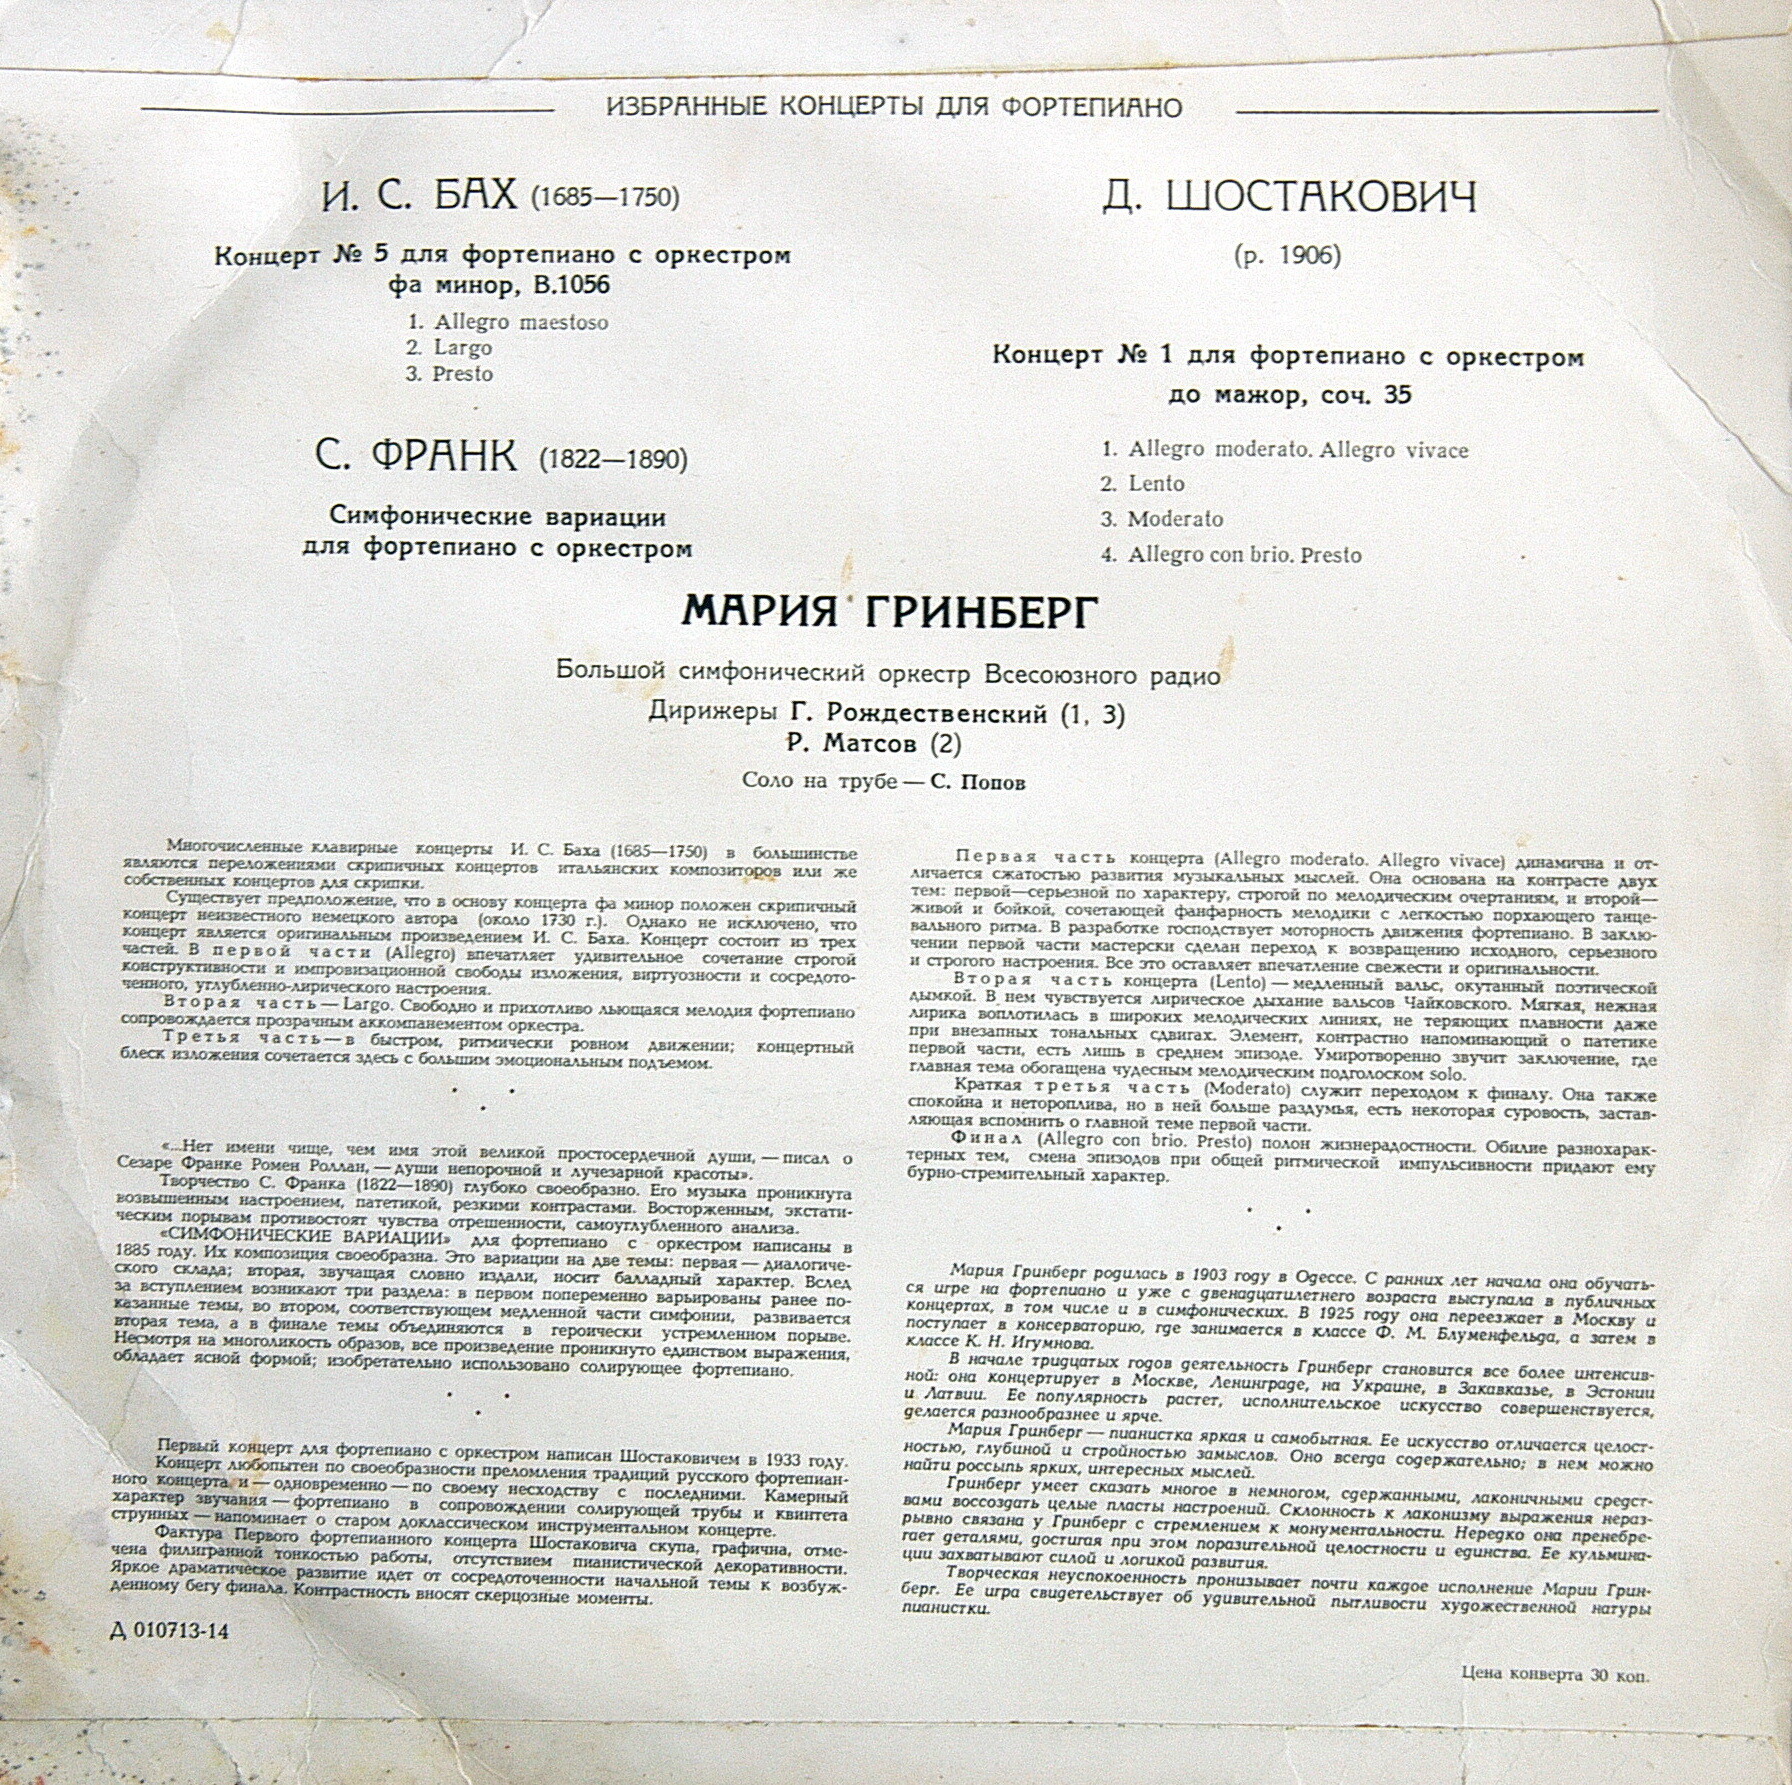 ИЗБРАННЫЕ КОНЦЕРТЫ ДЛЯ ФОРТЕПИАНО
И. С. БАХ (1685—1750)
Концерт № 5 для фортепиано с оркестром
фа минор, B.1056
1. Allegro maestoso
2. Largo
3. Presto
С. ФРАНК (1822—1890)
Симфонические вариации
для фортепиано с оркестром
Д. ШОСТАКОВИЧ
(р. 1906)
Концерт № 1 для фортепиано с оркестром
до мажор, соч. 35
1. Allegro moderato. Allegro vivace
2. Lento
3. Moderato
4. Allegro con brio. Presto
МАРИЯ ГРИНБЕРГ
Большой симфонический оркестр Всесоюзного радио
Дирижеры Г. Рождественский (1, 3)
Р. Матсов (2)
Соло на трубе — С. Попов
Многочисленные клавирные концерты И. С. Баха (1685—1750) в большинстве
являются переложениями скрипичных концертов итальянских композиторов или же
собственных концертов для скрипки.
Существует предположение, что в основу концерта фа минор положен скрипичный
концерт неизвестного немецкого автора (около 1730 г.). Однако не исключено, что
концерт является оригинальным произведением И. С. Баха. Концерт состоит из трех
частей. В первой части (Allegro) впечатляет удивительное сочетание строгой
конструктивности и импровизационной свободы изложения, виртуозности и сосредото-
ченного, углубленно-лирического настроения.
Вторая часть — Largo. Свободно и прихотливо льющаяся мелодия фортепиано
сопровождается прозрачным аккомпанементом оркестра.
Третья часть — в быстром, ритмически ровном движении; концертный
блеск изложения сочетается здесь с большим эмоциональным подъемом.
«...Нет имени чище, чем имя этой великой простосердечной души, — писал о
Сезаре Франке Ромен Роллан, — души непорочной и лучезарной красоты».
Творчество С. Франка (1822—1890) глубоко своеобразно. Его музыка проникнута
возвышенным настроением, патетикой, резкими контрастами. Восторженным, экстати-
ческим порывам противостоят чувства отрешенности, самоуглубленного анализа.
«СИМФОНИЧЕСКИЕ ВАРИАЦИИ» для фортепиано с оркестром написаны в
1885 году. Их композиция своеобразна. Это вариации на две темы: первая — диалогиче-
ского склада; вторая, звучащая словно издали, носит балладный характер. Вслед
за вступлением возникают три раздела: в первом попеременно варьированы ранее по-
казанные темы, во втором, соответствующем медленной части симфонии, развивается
вторая тема, а в финале темы объединяются в героически устремленном порыве.
Несмотря на многоликость образов, все произведение проникнуто единством выражения,
обладает ясной формой; изобретательно использовано солирующее фортепиано.
Первый концерт для фортепиано с оркестром написан Шостаковичем в 1933 году.
Концерт любопытен по своеобразности преломления традиций русского фортепиан-
ного концерта и — одновременно — по своему несходству с последними. Камерный
характер звучания — фортепиано в сопровождении солирующей трубы и квинтета
струнных — напоминает о старом доклассическом инструментальном концерте.
Фактура Первого фортепианного концерта Шостаковича скупа, графична, отме-
чена филигранной тонкостью работы, отсутствием пианистической декоративности.
Яркое драматическое развитие идет от сосредоточенности начальной темы к возбуж-
денному бегу финала. Контрастность вносят скерцозные моменты.
Д 010713-14
Первая часть концерта (Allegro moderato. Allegro vivace) динамична и от-
личается сжатостью развития музыкальных мыслей. Она основана на контрасте двух
тем: первой—серьезной по характеру, строгой по мелодическим очертаниям, и второй—
живой и бойкой, сочетающей фанфарность мелодики с легкостью порхающего танце-
вального ритма. В разработке господствует моторность движения фортепиано. В заклю-
чении первой части мастерски сделан переход к возвращению исходного, серьезного
и строгого настроения. Все это оставляет впечатление свежести и оригинальности.
Вторая часть концерта (Lento) — медленный вальс, окутанный поэтической
дымкой. В нем чувствуется лирическое дыхание вальсов Чайковского. Мягкая, нежная
лирика воплотилась в широких мелодических линиях, не теряющих плавности даже
при внезапных тональных сдвигах. Элемент, контрастно напоминающий о патетике
первой части, есть лишь в среднем эпизоде. Умиротворенно звучит заключение, где
главная тема обогащена чудесным мелодическим подголоском solo.
Краткая третья часть (Moderato) служит переходом к финалу. Она также
спокойна и нетороплива, но в ней больше раздумья, есть некоторая суровость, застав-
ляющая вспомнить о главной теме первой части.
Финал (Allegro con brio. Presto) полон жизнерадостности. Обилие разнохарак-
терных тем, смена эпизодов при общей ритмической импульсивности придают ему
бурно-стремительный характер.
Мария Гринберг родилась в 1903 году в Одессе. С ранних лет начала она обучать-
ся игре на фортепиано и уже с двенадцатилетнего возраста выступала в публичных
концертах, в том числе и в симфонических. В 1925 году она переезжает в Москву и
поступает в консерваторию, где занимается в классе Ф. М. Блуменфельда, а затем в
классе К. Н. Игумнова.
В начале тридцатых годов деятельность Гринберг становится все более интенсив-
ной: она концертирует в Москве, Ленинграде, на Украине, в Закавказье, в Эстонии
и Латвии. Ее популярность растет, исполнительское искусство совершенствуется,
делается разнообразнее и ярче.
Мария Гринберг — пианистка яркая и самобытная. Ее искусство отличается целост-
ностью, глубиной и стройностью замыслов. Оно всегда содержательно; в нем можно
найти россыпь ярких, интересных мыслей.
Гринберг умеет сказать многое в немногом, сдержанными, лаконичными средст-
вами воссоздать целые пласты настроений. Склонность к лаконизму выражения нераз-
рывно связана у Гринберг с стремлением к монументальности. Нередко она пренебре-
гает деталями, достигая при этом поразительной целостности и единства. Ее кульмина-
ции захватывают силой и логикой развития.
Творческая неуспокоенность пронизывает почти каждое исполнение Марии Грин-
берг. Ее игра свидетельствует об удивительной пытливости художественной натуры
пианистки.
Цена конверта 30 коп.